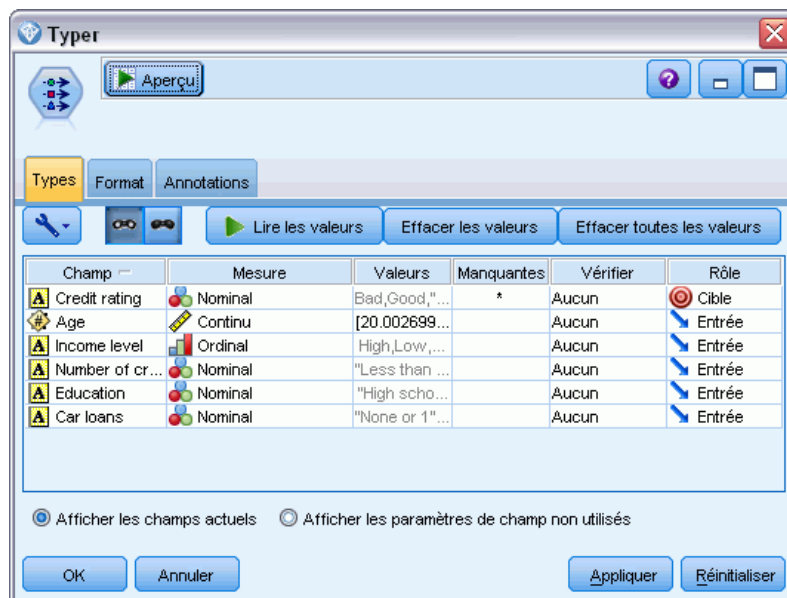 Typer
Aperçu
Types Format Annotations
Lire les valeurs Effacer les valeurs Effacer toutes les valeurs
Champ Mesure Valeurs Manquantes Vérifier Rôle
A Credit rating Nominal Bad,Good,"... * Aucun Cible
# Age Continu [20.002699... Aucun Entrée
A Income level Ordinal High,Low,... Aucun Entrée
A Number of cr... Nominal "Less than ... Aucun Entrée
A Education Nominal "High scho... Aucun Entrée
A Car loans Nominal "None or 1"... Aucun Entrée
Afficher les champs actuels Afficher les paramètres de champ non utilisés
OK Annuler Appliquer Réinitialiser